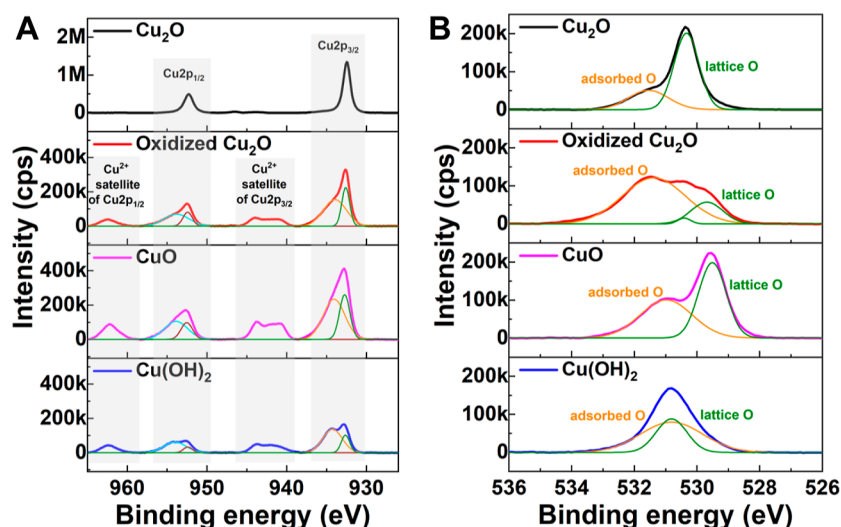 A
Intensity (cps)
Cu₂O
Cu2p₁/₂
Cu2p₃/₂
2M
1M
0
Oxidized Cu₂O
Cu²⁺
satellite
of Cu2p₁/₂
Cu²⁺
satellite
of Cu2p₃/₂
400k
200k
0
CuO
400k
200k
0
Cu(OH)₂
400k
200k
0
960 950 940 930
Binding energy (eV)
B
Intensity (cps)
Cu₂O
adsorbed O
lattice O
200k
100k
0
Oxidized Cu₂O
adsorbed O
lattice O
200k
100k
0
CuO
adsorbed O
lattice O
200k
100k
0
Cu(OH)₂
adsorbed O
lattice O
200k
100k
0
536 534 532 530 528 526
Binding energy (eV)